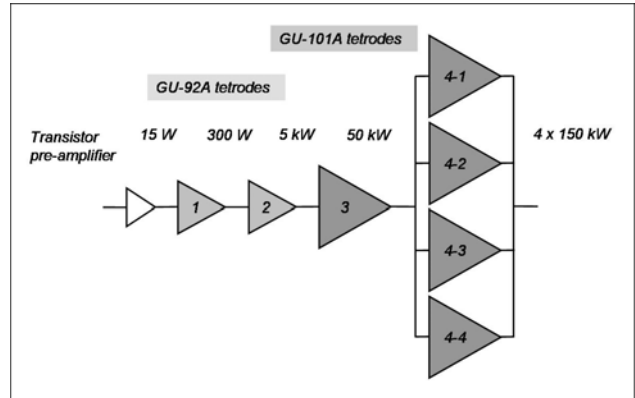 GU-101A tetrodes
4-1
GU-92A tetrodes
Transistor
pre-amplifier
15 W
300 W
5 kW
50 kW
4 x 150 kW
4-2
1
2
3
4-3
4-4